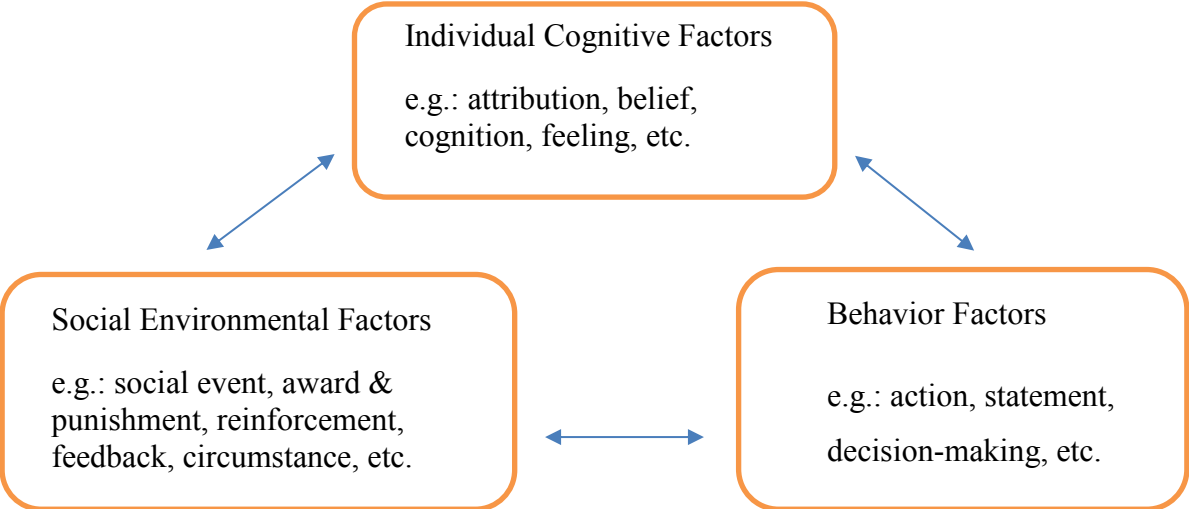 Individual Cognitive Factors
e.g.: attribution, belief,
cognition, feeling, etc.
Social Environmental Factors
e.g.: social event, award &
punishment, reinforcement,
feedback, circumstance, etc.
Behavior Factors
e.g.: action, statement,
decision-making, etc.